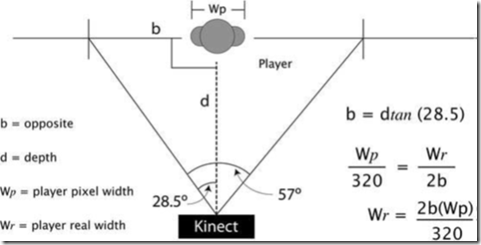 Wp
b
Player
d
b = opposite
d = depth
Wp = player pixel width
Wr = player real width
28.5°
57°
Kinect
b = dtan (28.5)
Wp / 320 = Wr / 2b
Wr = 2b(Wp) / 320